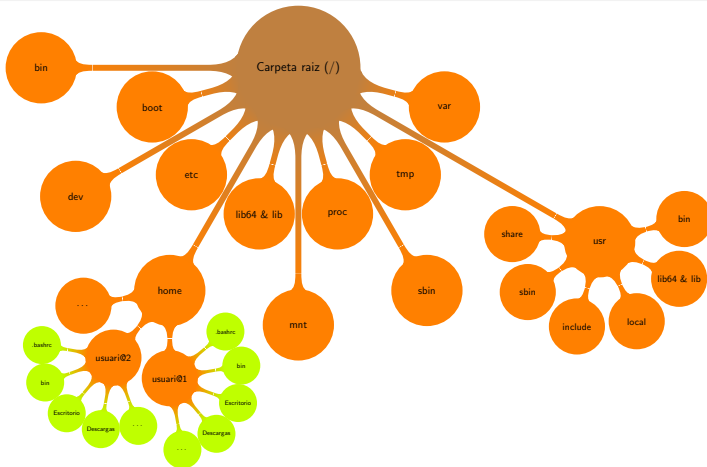 Carpeta raiz (/)
bin
boot
dev
etc
home
. . .
usuari@2
.bashrc
bin
Escritorio
Descargas
. . .
usuari@1
.bashrc
bin
Escritorio
Descargas
. . .
lib64 & lib
mnt
proc
sbin
tmp
var
usr
share
sbin
include
local
lib64 & lib
bin